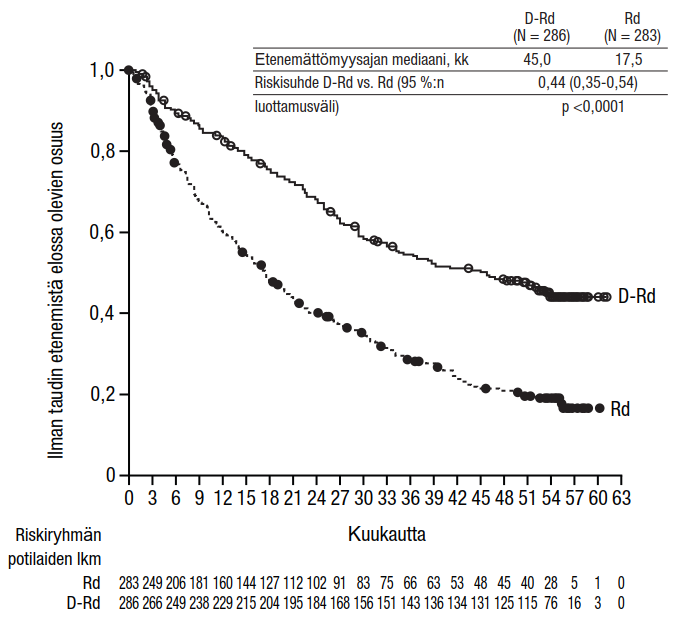 D-Rd Rd
(N = 286) (N = 283)
Etenemättömyysajan mediaani, kk 45,0 17,5
Riskisuhde D-Rd vs. Rd (95 %:n 0,44 (0,35-0,54)
luottamusväli) p <0,0001
Ilman taudin etenemistä elossa olevien osuus
1,0
0,8
0,6
0,4
0,2
0
D-Rd
Rd
0 3 6 9 12 15 18 21 24 27 30 33 36 39 42 45 48 51 54 57 60 63
Kuukautta
Riskiryhmän
potilaiden lkm
Rd 283 249 206 181 160 144 127 112 102 91 83 75 66 63 53 48 45 40 28 5 1 0
D-Rd 286 266 249 238 229 215 204 195 184 168 156 151 143 136 134 131 125 115 76 16 3 0